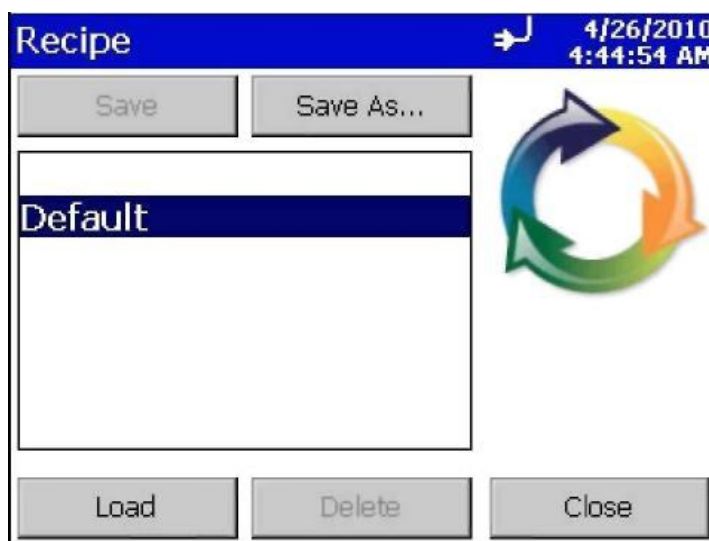 Recipe
4/26/2010
4:44:54 AM
Save
Save As...
Default
Load
Delete
Close